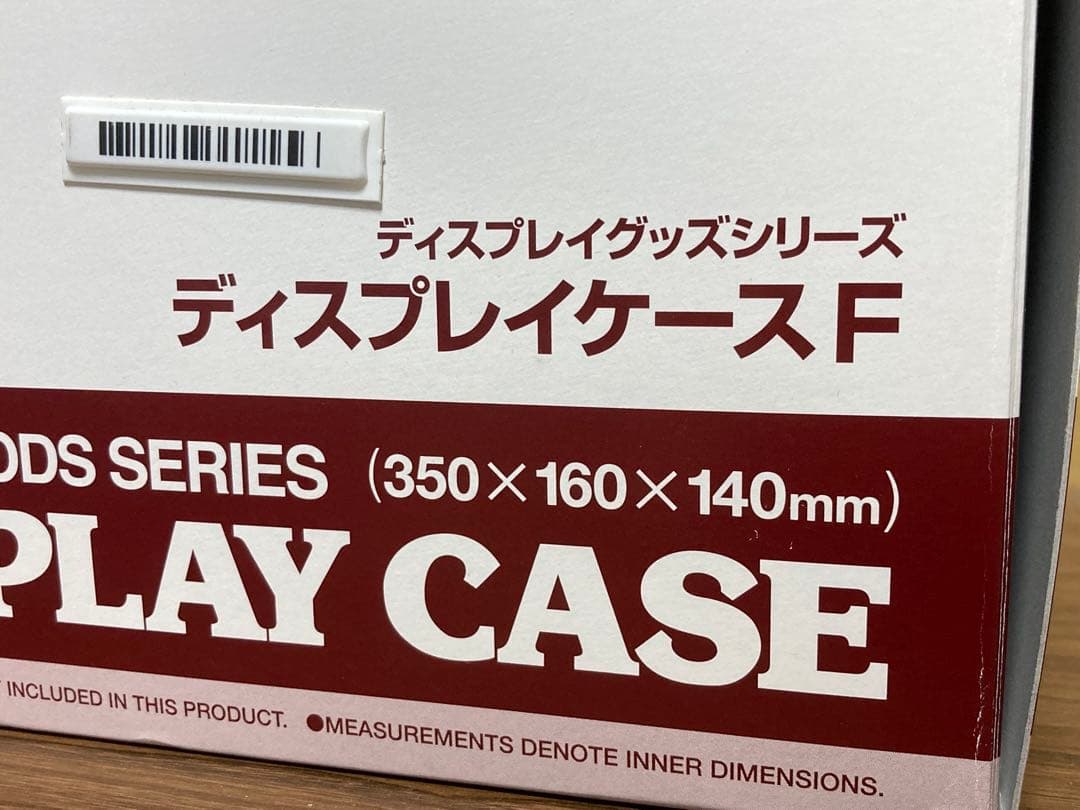 ディスプレイグッズシリーズ
ディスプレイケースF
SERIES (350×160×140mm)
PLAY CASE
INCLUDED IN THIS PRODUCT. ●MEASUREMENTS DENOTE INNER DIMENSIONS.